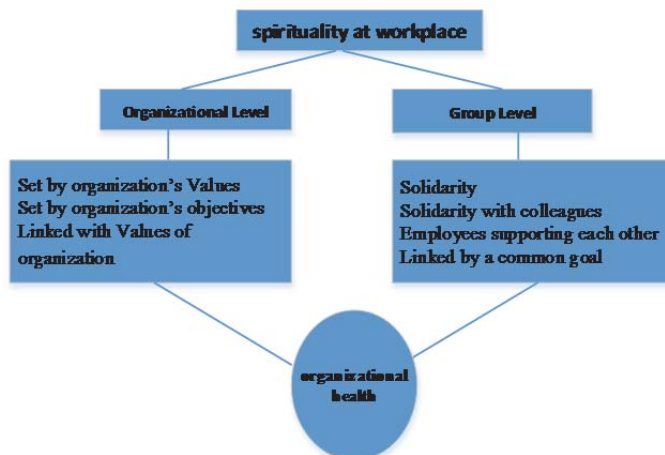 spirituality at workplace
Organizational Level
Group Level
Set by organization's Values
Set by organization's objectives
Linked with Values of
organization
Solidarity
Solidarity with colleagues
Employees supporting each other
Linked by a common goal
organizational
health